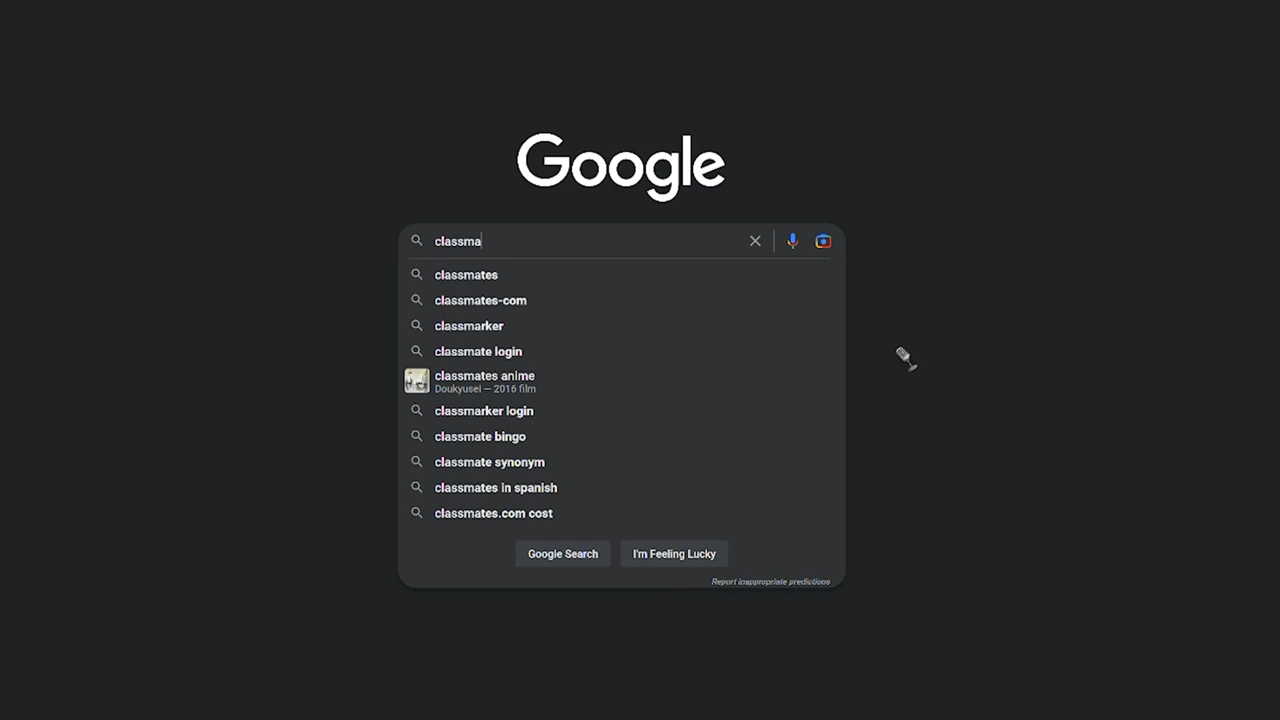 Google
classma
classmates
classmates-com
classmarker
classmate login
classmates anime
Doukyusei — 2016 film
classmarker login
classmate bingo
classmate synonym
classmates in spanish
classmates.com cost
Google Search
I'm Feeling Lucky
Report inappropriate predictions